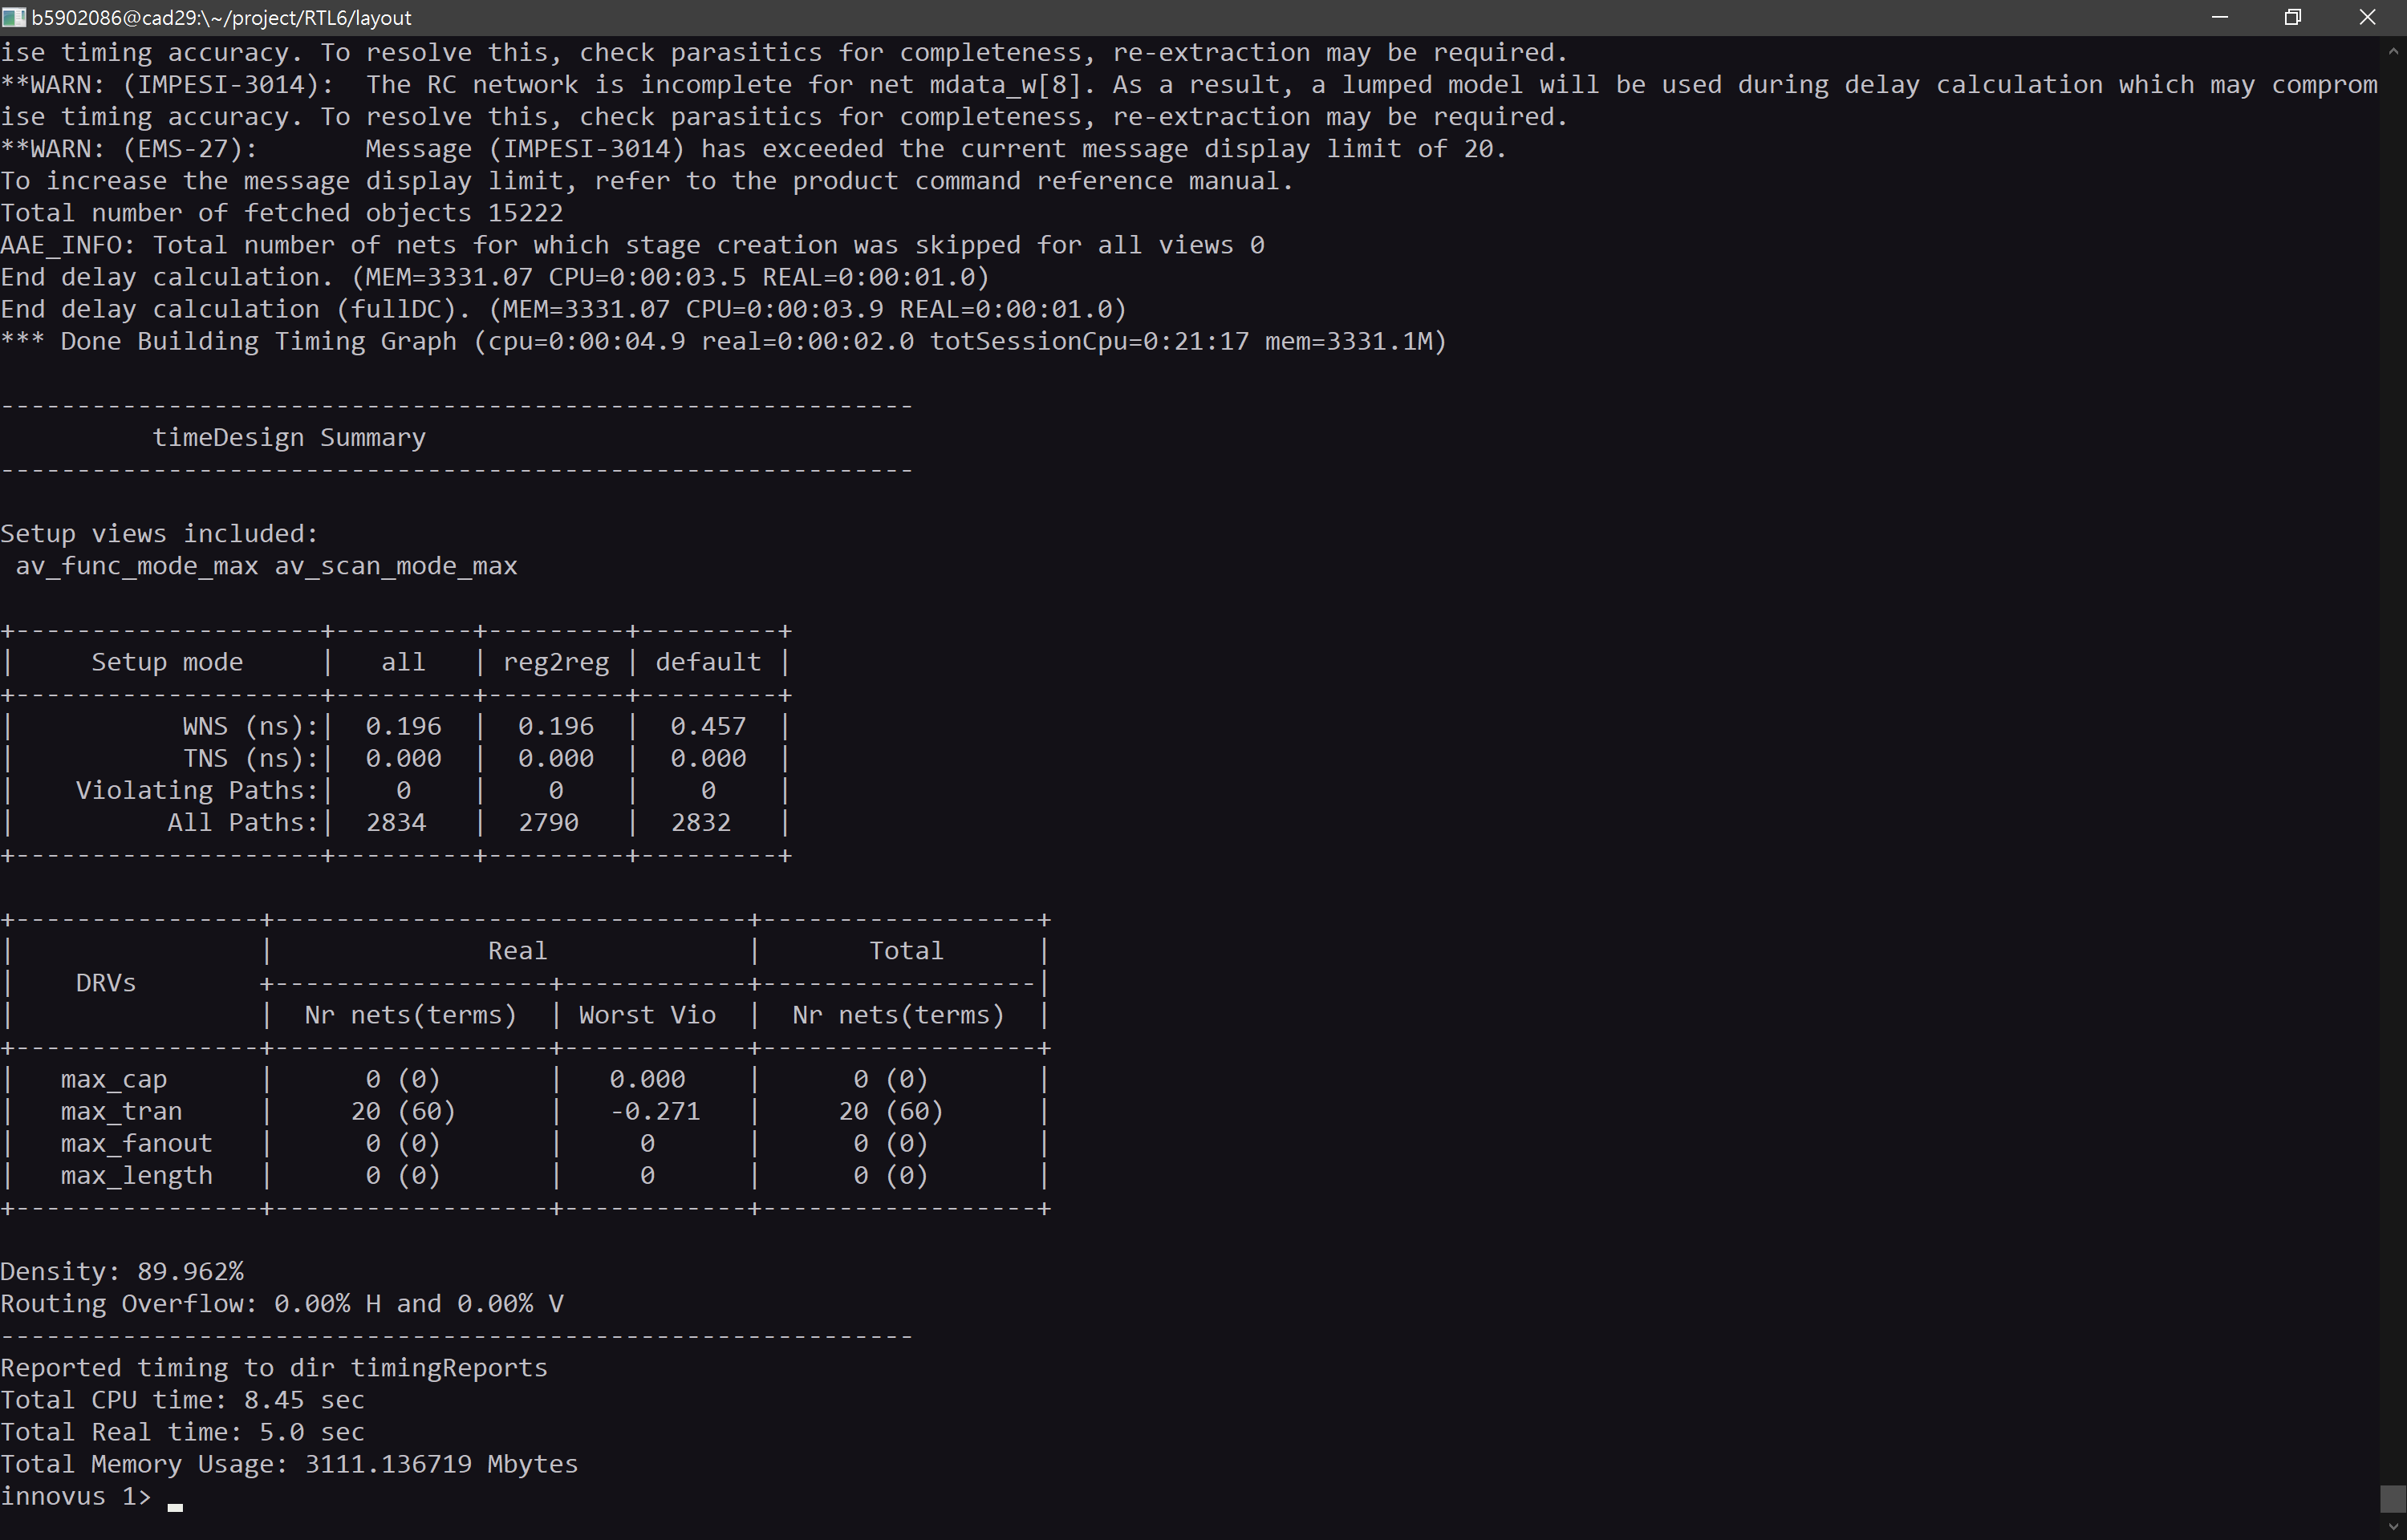 b5902086@cad29:\~/project/RTL6/layout
ise timing accuracy. To resolve this, check parasitics for completeness, re-extraction may be required.
**WARN: (IMPESI-3014):  The RC network is incomplete for net mdata_w[8]. As a result, a lumped model will be used during delay calculation which may comprom
ise timing accuracy. To resolve this, check parasitics for completeness, re-extraction may be required.
**WARN: (EMS-27):       Message (IMPESI-3014) has exceeded the current message display limit of 20.
To increase the message display limit, refer to the product command reference manual.
Total number of fetched objects 15222
AAE_INFO: Total number of nets for which stage creation was skipped for all views 0
End delay calculation. (MEM=3331.07 CPU=0:00:03.5 REAL=0:00:01.0)
End delay calculation (fullDC). (MEM=3331.07 CPU=0:00:03.9 REAL=0:00:01.0)
*** Done Building Timing Graph (cpu=0:00:04.9 real=0:00:02.0 totSessionCpu=0:21:17 mem=3331.1M)
------------------------------------------------------------
          timeDesign Summary
------------------------------------------------------------
Setup views included:
 av_func_mode_max av_scan_mode_max
+--------------------+---------+---------+---------+
|     Setup mode     |   all   | reg2reg | default |
+--------------------+---------+---------+---------+
|           WNS (ns):|  0.196  |  0.196  |  0.457  |
|           TNS (ns):|  0.000  |  0.000  |  0.000  |
|    Violating Paths:|    0    |    0    |    0    |
|          All Paths:|  2834   |  2790   |  2832   |
+--------------------+---------+---------+---------+
+----------------+-------------------------------+------------------+
|                |              Real             |       Total      |
|    DRVs        +------------------+------------+------------------|
|                |  Nr nets(terms)  | Worst Vio  |  Nr nets(terms)  |
+----------------+------------------+------------+------------------+
|   max_cap      |      0 (0)       |   0.000    |      0 (0)       |
|   max_tran     |     20 (60)      |   -0.271   |     20 (60)      |
|   max_fanout   |      0 (0)       |     0      |      0 (0)       |
|   max_length   |      0 (0)       |     0      |      0 (0)       |
+----------------+------------------+------------+------------------+
Density: 89.962%
Routing Overflow: 0.00% H and 0.00% V
------------------------------------------------------------
Reported timing to dir timingReports
Total CPU time: 8.45 sec
Total Real time: 5.0 sec
Total Memory Usage: 3111.136719 Mbytes
innovus 1>